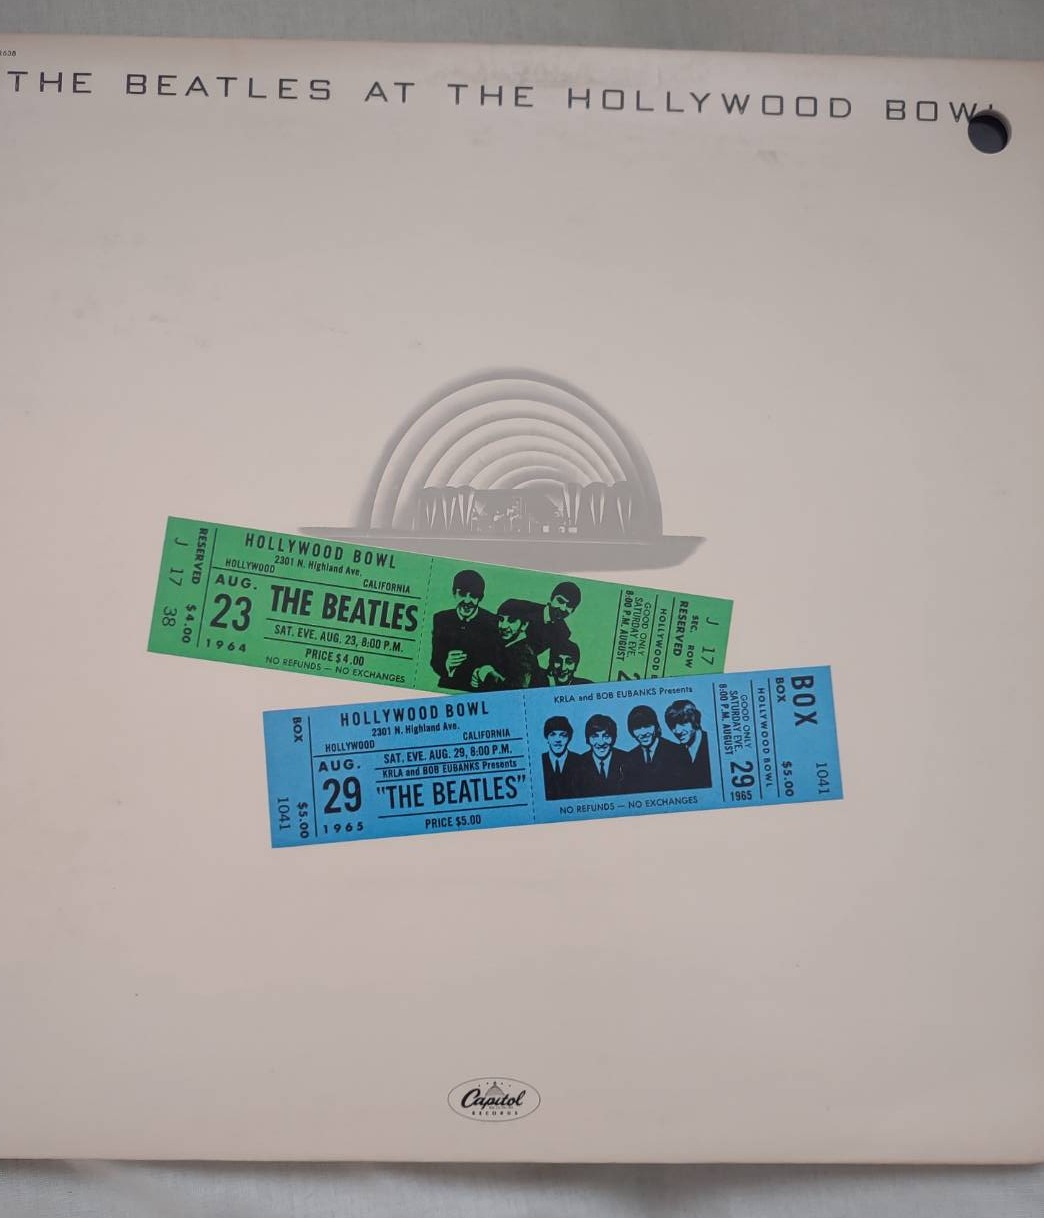 1638
THE BEATLES AT THE HOLLYWOOD BOW
J 17 38
RESERVED $4.00
HOLLYWOOD BOWL
2301 N. Highland Ave.
HOLLYWOOD CALIFORNIA
AUG.
23
1964
THE BEATLES
SAT. EVE. AUG. 23, 8:00 P.M.
PRICE $4.00
NO REFUNDS — NO EXCHANGES
8:00 P.M. AUGUST 2
SATURDAY EVE.
GOOD ONLY
HOLLYWOOD B
RESERVED
SEC. ROW
J 17
BOX
1041
$5.00
HOLLYWOOD BOWL
2301 N. Highland Ave.
HOLLYWOOD CALIFORNIA
AUG.
29
1965
SAT. EVE. AUG. 29, 8:00 P.M.
KRLA and BOB EUBANKS Presents
"THE BEATLES"
PRICE $5.00
KRLA and BOB EUBANKS Presents
NO REFUNDS — NO EXCHANGES
8:00 P.M. AUGUST
SATURDAY EVE.
GOOD ONLY
29
1965
HOLLYWOOD BOWL
BOX $5.00
BOX
1041
Capitol
RECORDS